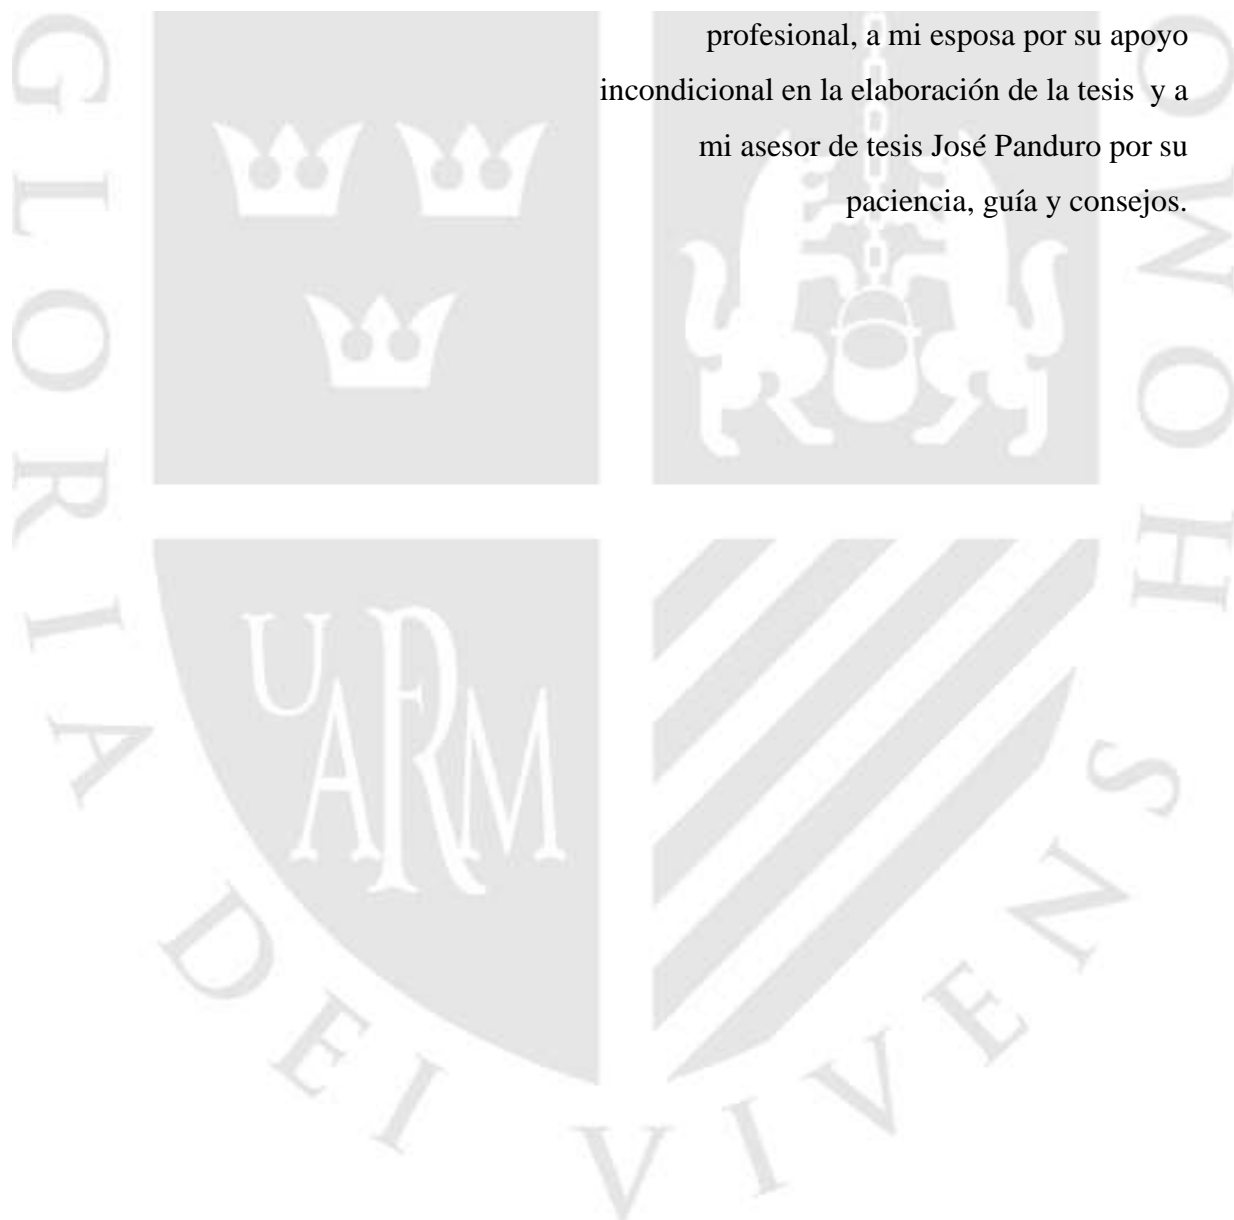 profesional, a mi esposa por su apoyo
incondicional en la elaboración de la tesis y a
mi asesor de tesis José Panduro por su
paciencia, guía y consejos.
GLORIA DEI VIVENS HOMO
UARM